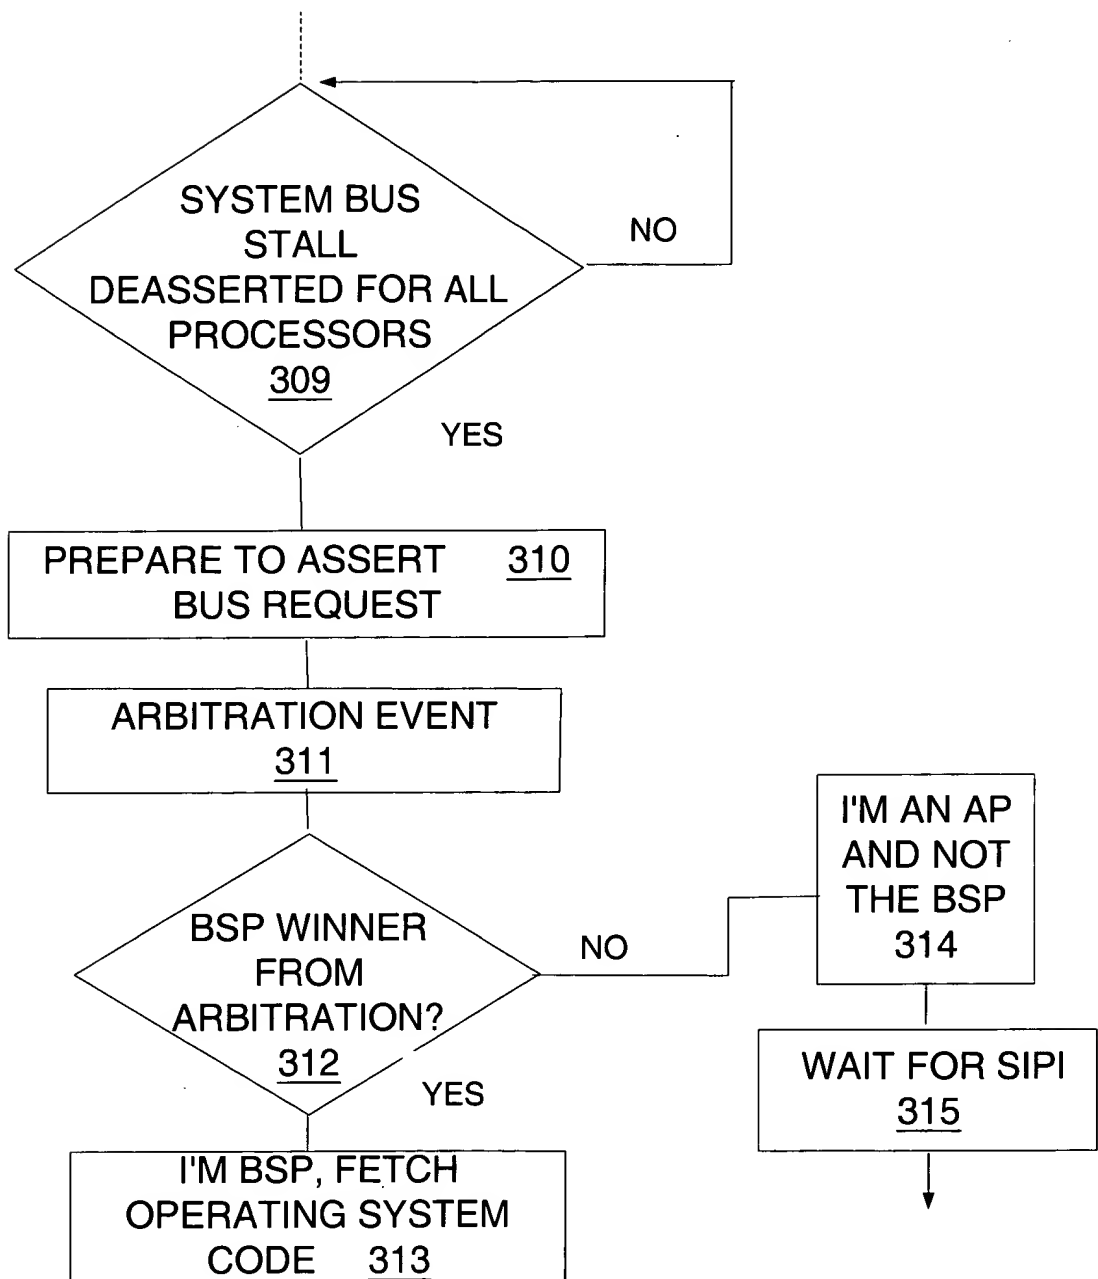 SYSTEM BUS
STALL
DEASSERTED FOR ALL
PROCESSORS
309
NO
YES
PREPARE TO ASSERT 310
BUS REQUEST
ARBITRATION EVENT
311
BSP WINNER
FROM
ARBITRATION?
312
NO
YES
I'M AN AP
AND NOT
THE BSP
314
WAIT FOR SIPI
315
I'M BSP, FETCH
OPERATING SYSTEM
CODE 313